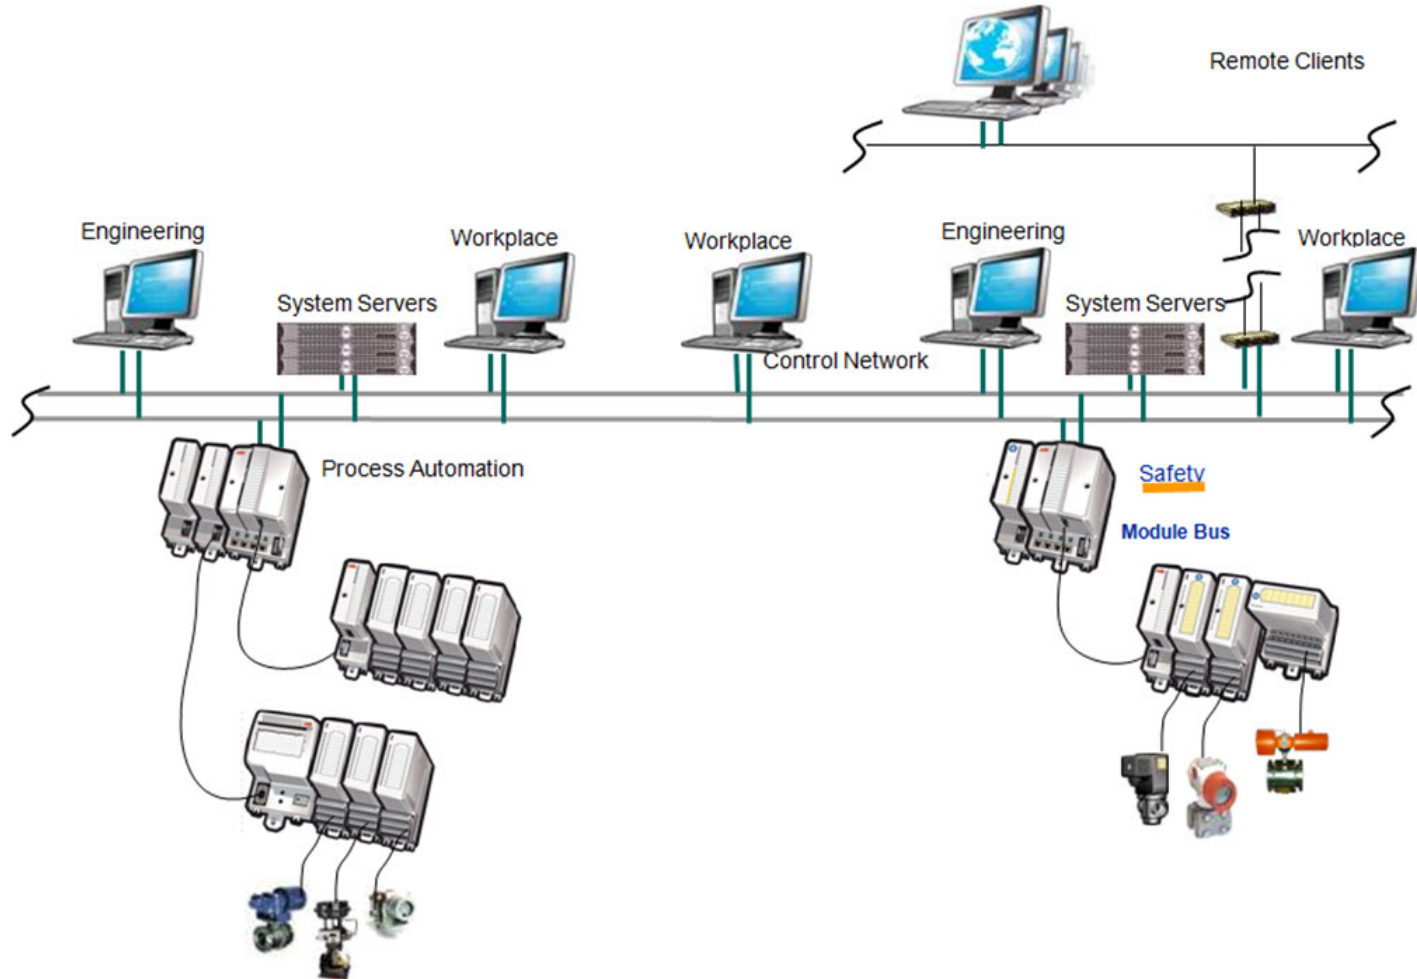 Remote Clients
Engineering
Workplace
Workplace
Engineering
Workplace
System Servers
System Servers
Control Network
Process Automation
Safety
Module Bus